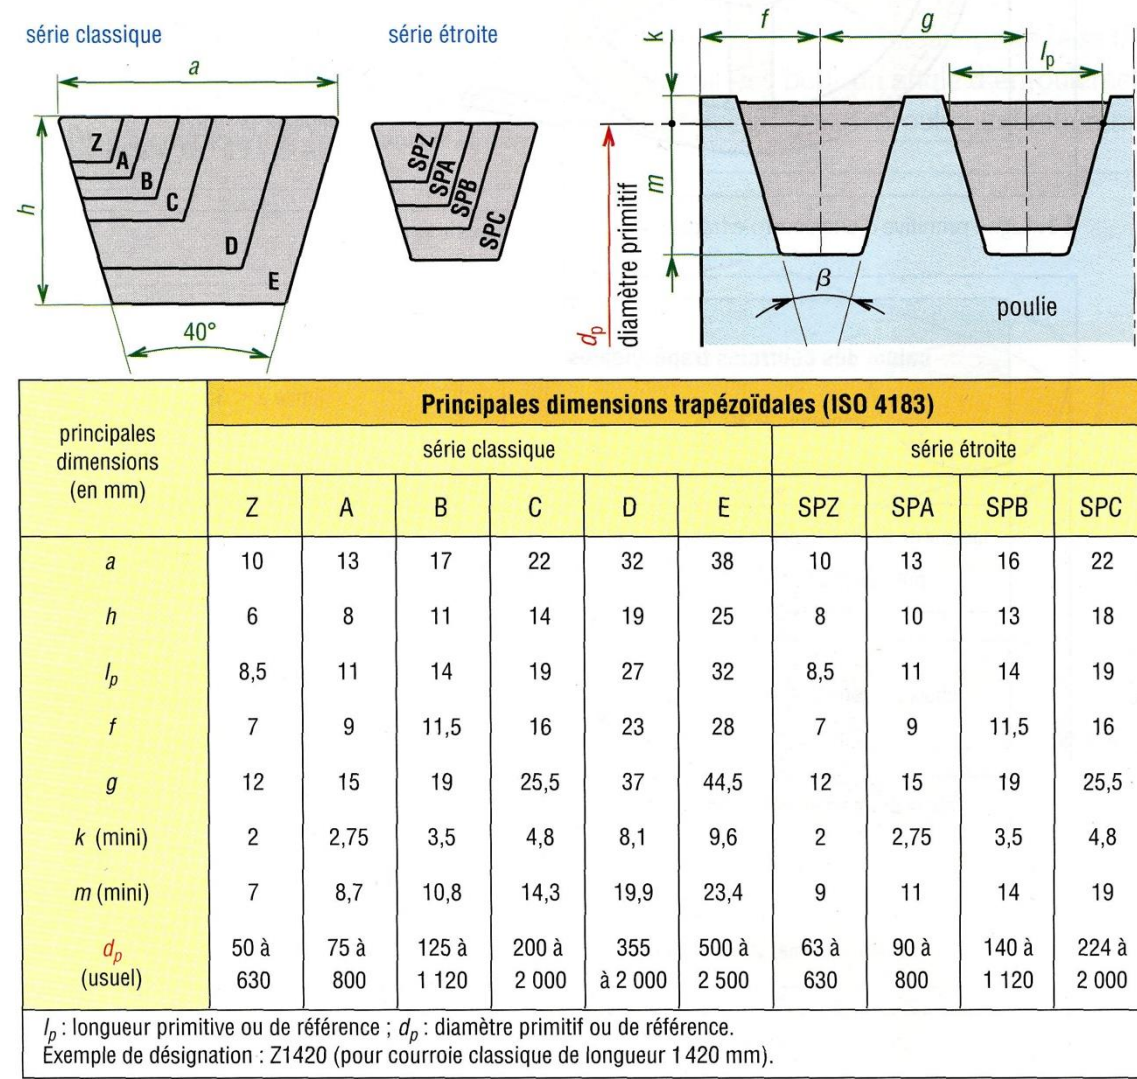 série classique
série étroite
a
h
Z
A
B
C
D
E
40°
SPZ
SPA
SPB
SPC
k
f
g
lp
m
dp
diamètre primitif
β
poulie
principales dimensions (en mm)
Principales dimensions trapézoïdales (ISO 4183)
série classique série étroite
Z A B C D E SPZ SPA SPB SPC
a 10 13 17 22 32 38 10 13 16 22
h 6 8 11 14 19 25 8 10 13 18
lp 8,5 11 14 19 27 32 8,5 11 14 19
f 7 9 11,5 16 23 28 7 9 11,5 16
g 12 15 19 25,5 37 44,5 12 15 19 25,5
k (mini) 2 2,75 3,5 4,8 8,1 9,6 2 2,75 3,5 4,8
m (mini) 7 8,7 10,8 14,3 19,9 23,4 9 11 14 19
dp 50 à 75 à 125 à 200 à 355 500 à 63 à 90 à 140 à 224 à
(usuel) 630 800 1 120 2 000 à 2 000 2 500 630 800 1 120 2 000
lp : longueur primitive ou de référence ; dp : diamètre primitif ou de référence.
Exemple de désignation : Z1420 (pour courroie classique de longueur 1 420 mm).